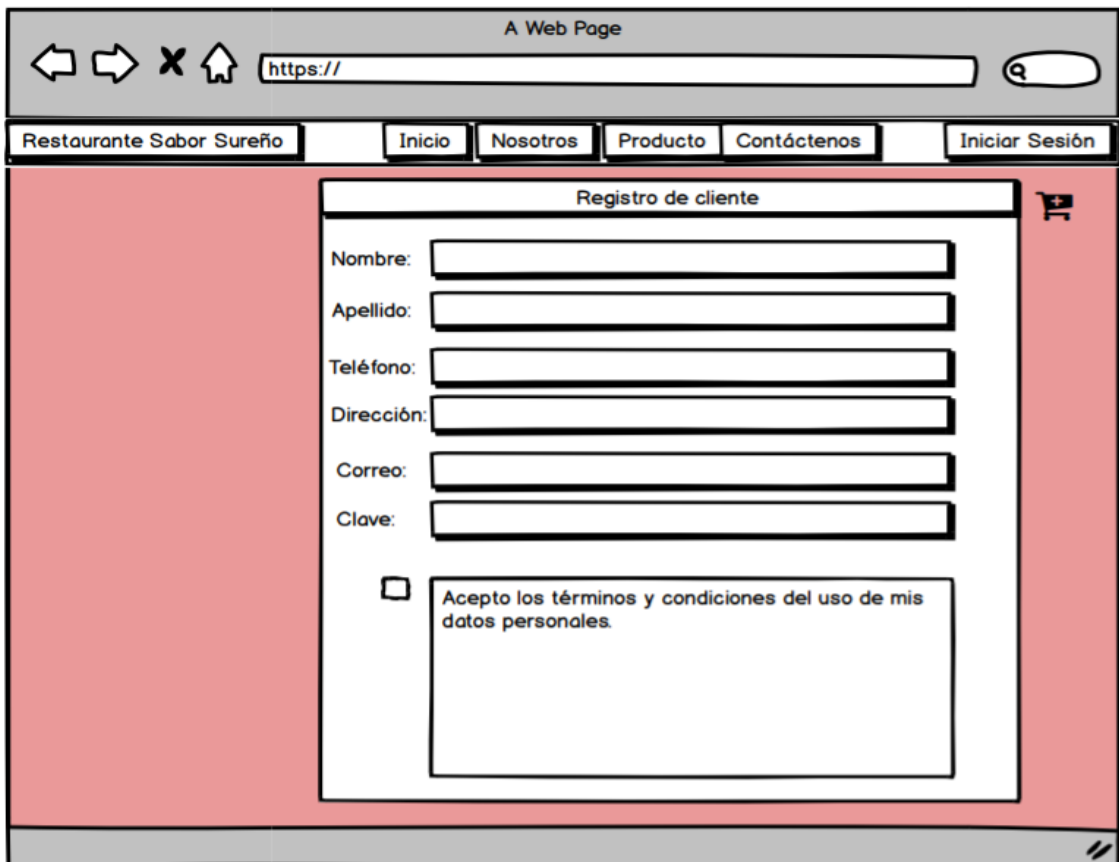 A Web Page
https://
Restaurante Sabor Sureño Inicio Nosotros Producto Contáctenos Iniciar Sesión
Registro de cliente
Nombre:
Apellido:
Teléfono:
Dirección:
Correo:
Clave:
Acepto los términos y condiciones del uso de mis
datos personales.